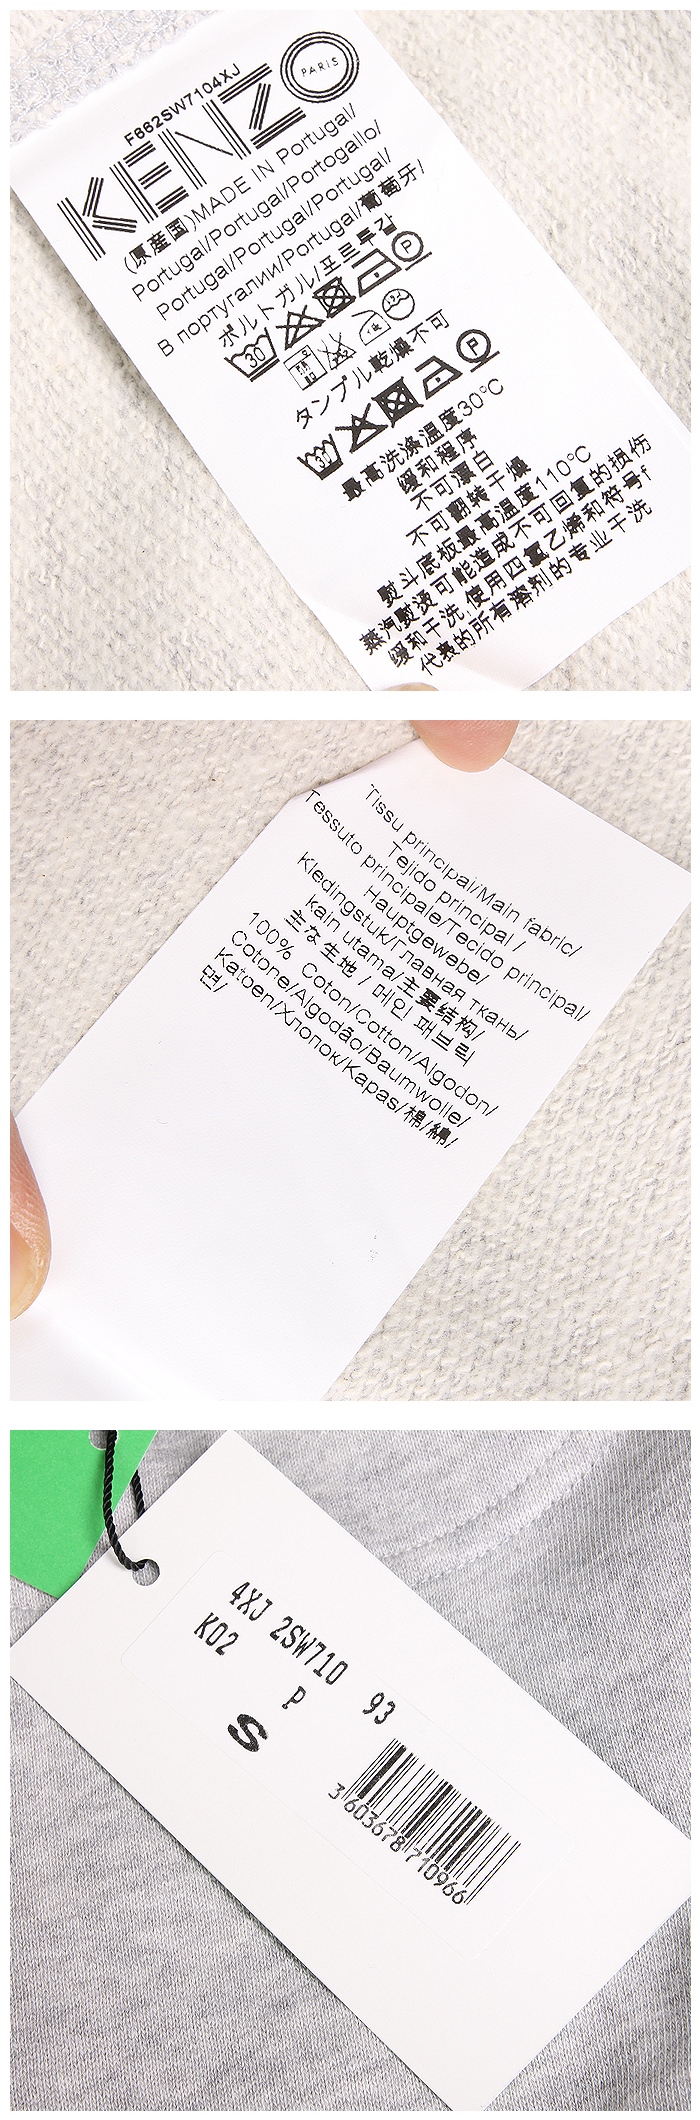 F662SW7104XJ
KENZO
PARIS
(原産国)MADE IN Portugal/
Portugal/Portugal/Portogallo/
Portugal/Portugal/Portugal/
В португалии/Portugal/葡萄牙/
ポルトガル/포르투갈
30
P
タンブル乾燥不可
30
P
最高洗涤温度30°C
缓和程序
不可漂白
不可翻转干燥
熨斗底板最高温度110°C
蒸汽熨烫可能造成不可回复的损伤
缓和干洗,使用四氯乙烯和符号f
代表的所有溶剂的专业干洗
Tissu principal/Main fabric/
Tejido principal /
Tessuto principale/Tecido principal/
Hauptgewebe/
Kledingstuk/Главная ткань/
kain utama/主要结构/
主な生地 / 메인 패브릭
100% Coton/Cotton/Algodon/
Cotone/Algodão/Baumwolle/
Katoen/Хлопок/Kapas/棉/綿/
면/
4XJ 2SW710 93
K02 P
S
3 603678 710966